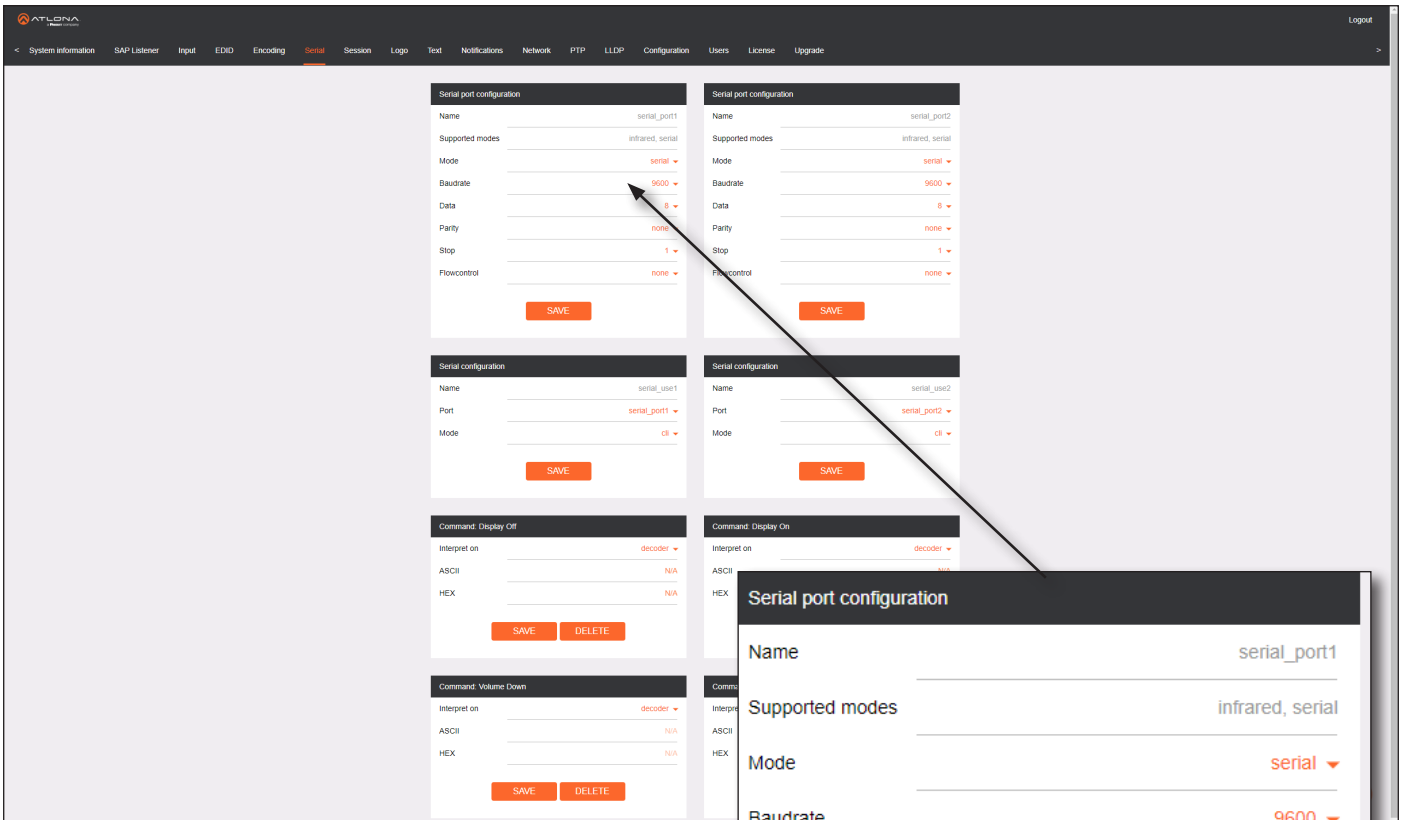 ATLONA
Logout
< System information SAP Listener Input EDID Encoding Serial Session Logo Text Notifications Network PTP LLDP Configuration Users License Upgrade >
Serial port configuration
Name serial_port1
Supported modes infrared, serial
Mode serial
Baudrate 9600
Data 8
Parity none
Stop 1
Flowcontrol none
SAVE
Serial port configuration
Name serial_port2
Supported modes infrared, serial
Mode serial
Baudrate 9600
Data 8
Parity none
Stop 1
Flowcontrol none
SAVE
Serial configuration
Name serial_use1
Port serial_port1
Mode cli
SAVE
Serial configuration
Name serial_use2
Port serial_port2
Mode cli
SAVE
Command: Display Off
Interpret on decoder
ASCII N/A
HEX N/A
SAVE DELETE
Command: Display On
Interpret on decoder
ASCII N/A
HEX
Command: Volume Down
Interpret on decoder
ASCII N/A
HEX N/A
SAVE DELETE
Comma
Interpre
ASCII
HEX
Serial port configuration
Name serial_port1
Supported modes infrared, serial
Mode serial
Baudrate 9600